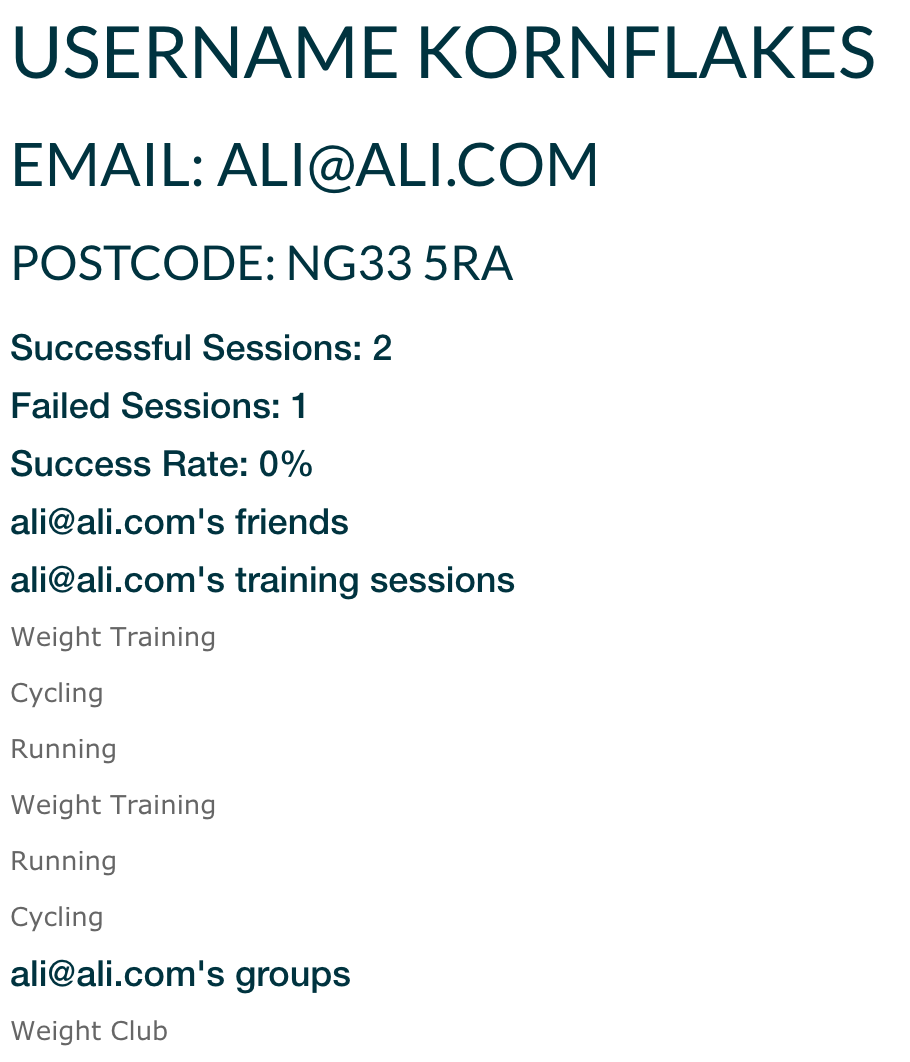 USERNAME KORNFLAKES
EMAIL: ALI@ALI.COM
POSTCODE: NG33 5RA
Successful Sessions: 2
Failed Sessions: 1
Success Rate: 0%
ali@ali.com's friends
ali@ali.com's training sessions
Weight Training
Cycling
Running
Weight Training
Running
Cycling
ali@ali.com's groups
Weight Club